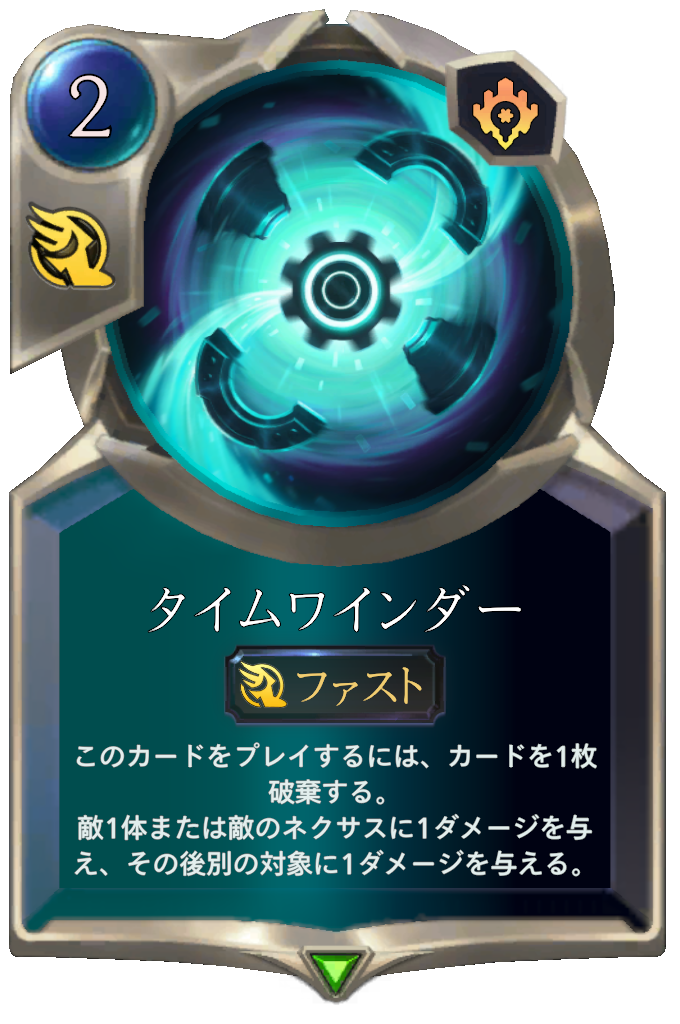 2
タイムワインダー
ファスト
このカードをプレイするには、カードを1枚
破棄する。
敵1体または敵のネクサスに1ダメージを与
え、その後別の対象に1ダメージを与える。